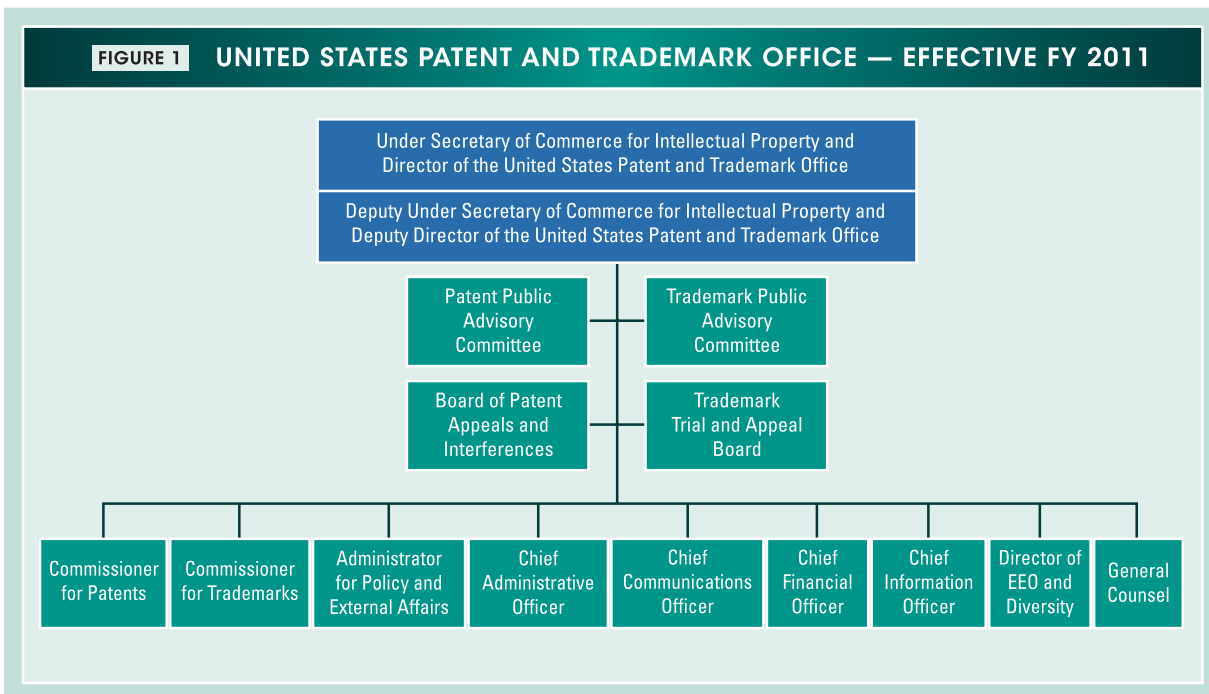 FIGURE 1 UNITED STATES PATENT AND TRADEMARK OFFICE — EFFECTIVE FY 2011
Under Secretary of Commerce for Intellectual Property and
Director of the United States Patent and Trademark Office
Deputy Under Secretary of Commerce for Intellectual Property and
Deputy Director of the United States Patent and Trademark Office
Patent Public
Advisory
Committee
Trademark Public
Advisory
Committee
Board of Patent
Appeals and
Interferences
Trademark
Trial and Appeal
Board
Commissioner
for Patents
Commissioner
for Trademarks
Administrator
for Policy and
External Affairs
Chief
Administrative
Officer
Chief
Communications
Officer
Chief
Financial
Officer
Chief
Information
Officer
Director of
EEO and
Diversity
General
Counsel